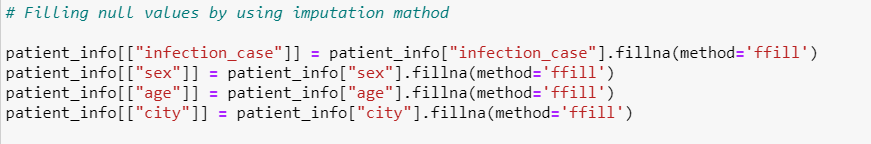 # Filling null values by using imputation mathod
patient_info[["infection_case"]] = patient_info["infection_case"].fillna(method='ffill')
patient_info[["sex"]] = patient_info["sex"].fillna(method='ffill')
patient_info[["age"]] = patient_info["age"].fillna(method='ffill')
patient_info[["city"]] = patient_info["city"].fillna(method='ffill')